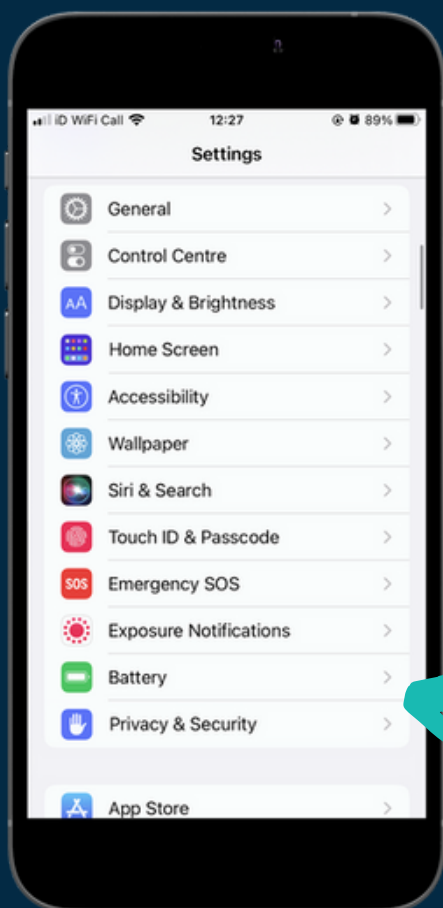 iD WiFi Call 12:27 89%
Settings
General
Control Centre
AA Display & Brightness
Home Screen
Accessibility
Wallpaper
Siri & Search
Touch ID & Passcode
SOS Emergency SOS
Exposure Notifications
Battery
Privacy & Security
App Store